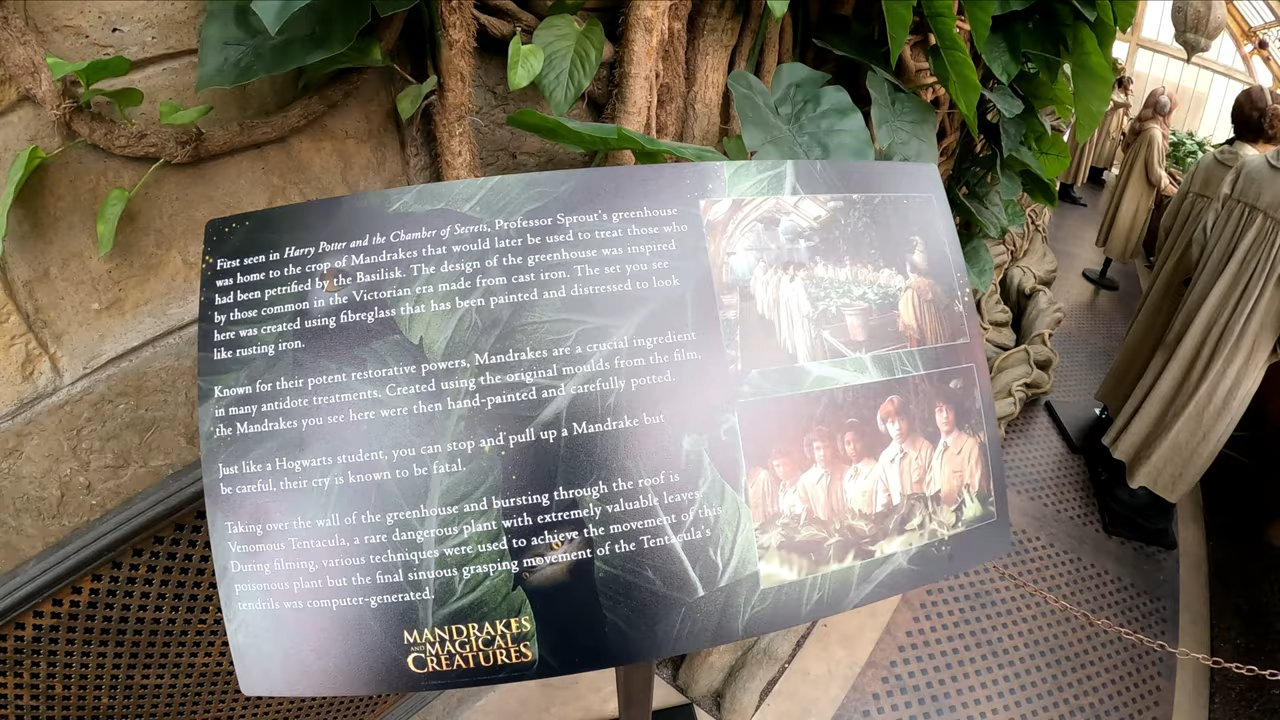 First seen in Harry Potter and the Chamber of Secrets, Professor Sprout's greenhouse
was home to the crop of Mandrakes that would later be used to treat those who
had been petrified by the Basilisk. The design of the greenhouse was inspired
by those common in the Victorian era made from cast iron. The set you see
here was created using fibreglass that has been painted and distressed to look
like rusting iron.
Known for their potent restorative powers, Mandrakes are a crucial ingredient
in many antidote treatments. Created using the original moulds from the film,
the Mandrakes you see here were then hand-painted and carefully potted.
Just like a Hogwarts student, you can stop and pull up a Mandrake but
be careful, their cry is known to be fatal.
Taking over the wall of the greenhouse and bursting through the roof is
Venomous Tentacula, a rare dangerous plant with extremely valuable leaves.
During filming, various techniques were used to achieve the movement of this
poisonous plant but the final sinuous grasping movement of the Tentacula's
tendrils was computer-generated.
MANDRAKES
AND MAGICAL
CREATURES